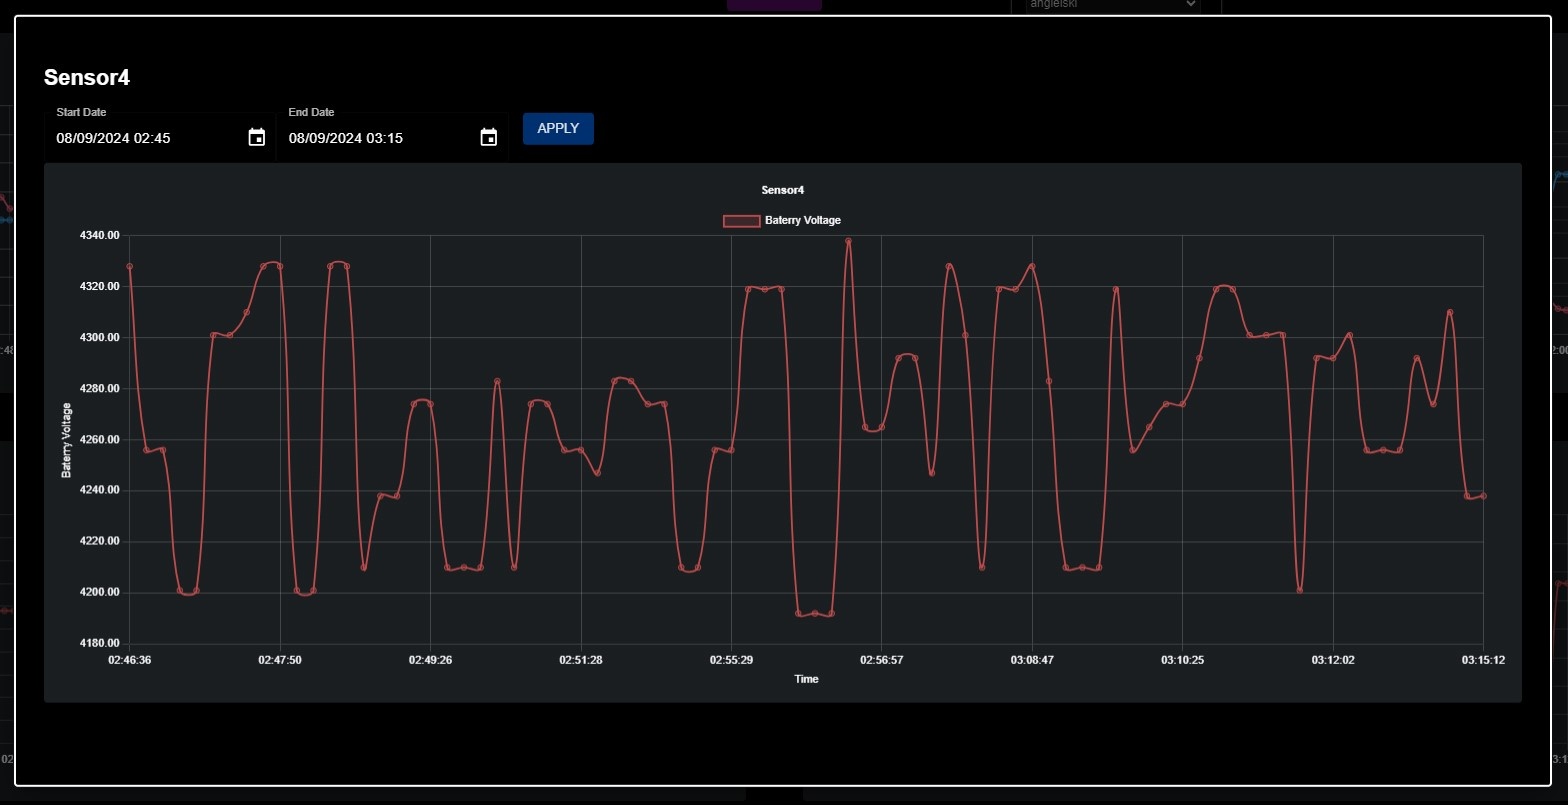 angielski
Sensor4
Start Date
End Date
08/09/2024 02:45
08/09/2024 03:15
APPLY
Sensor4
Baterry Voltage
4340.00
4320.00
4300.00
4280.00
4260.00
4240.00
4220.00
4200.00
4180.00
Baterry Voltage
02:46:36
02:47:50
02:49:26
02:51:28
02:55:29
02:56:57
03:08:47
03:10:25
03:12:02
03:15:12
Time